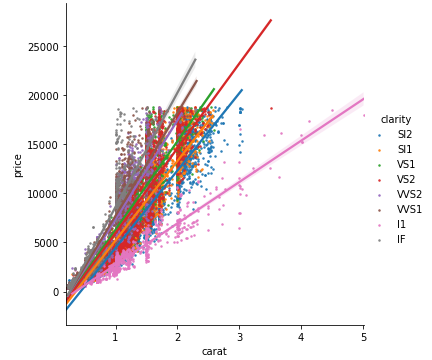 25000
20000
15000
10000
5000
0
price
1
2
3
4
5
carat
clarity
SI2
SI1
VS1
VS2
VVS2
VVS1
I1
IF